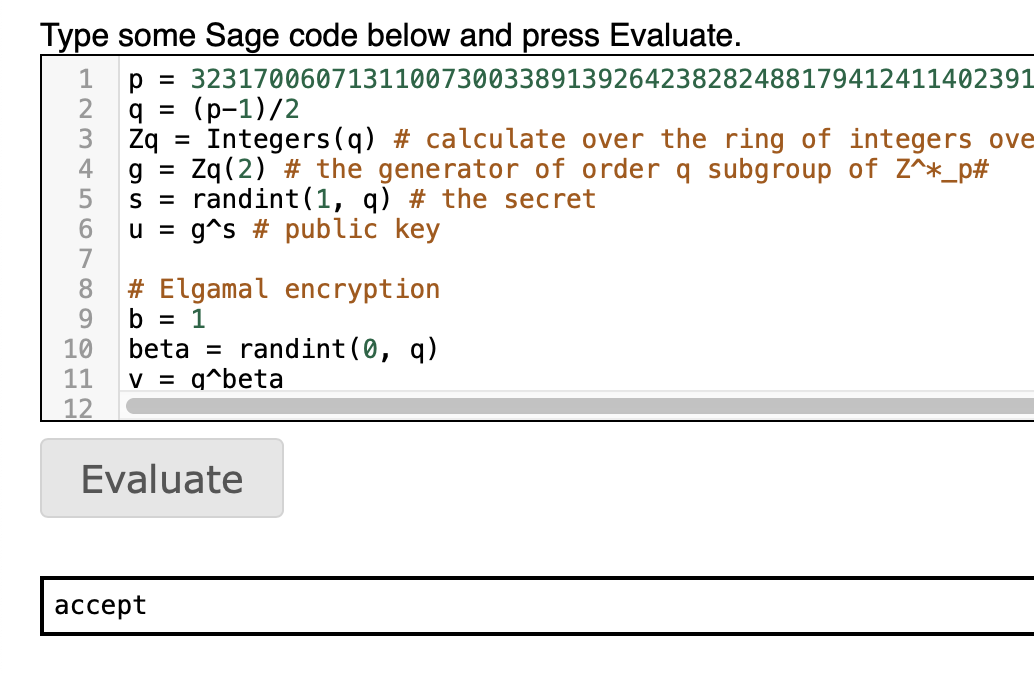 Type some Sage code below and press Evaluate.
1 p = 323170060713110073003389139264238282488179412411402391
2 q = (p-1)/2
3 Zq = Integers(q) # calculate over the ring of integers ove
4 g = Zq(2) # the generator of order q subgroup of Z^*_p#
5 s = randint(1, q) # the secret
6 u = g^s # public key
7
8 # Elgamal encryption
9 b = 1
10 beta = randint(0, q)
11 v = g^beta
12
Evaluate
accept